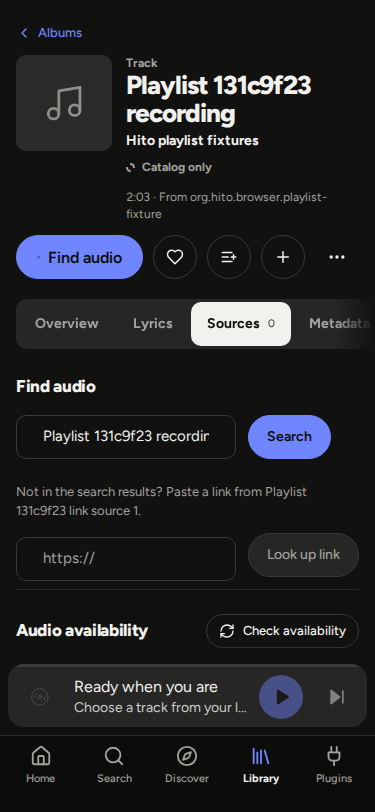 Albums
Track
Playlist 131c9f23
recording
Hito playlist fixtures
Catalog only
2:03 · From org.hito.browser.playlist-
fixture
Find audio
Overview Lyrics Sources 0 Metadata
Find audio
Playlist 131c9f23 recordir
Search
Not in the search results? Paste a link from Playlist
131c9f23 link source 1.
https://
Look up link
Audio availability
Check availability
Ready when you are
Choose a track from your l...
Home Search Discover Library Plugins